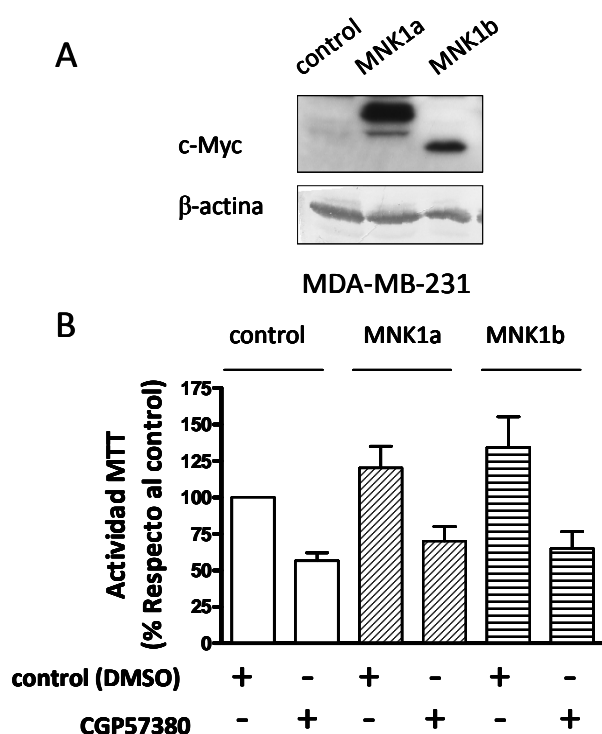 A
control MNK1a MNK1b
c-Myc
β-actina
MDA-MB-231
B
control MNK1a MNK1b
Actividad MTT
(% Respecto al control)
175
150
125
100
75
50
25
0
control (DMSO) + - + - + -
CGP57380 - + - + - +